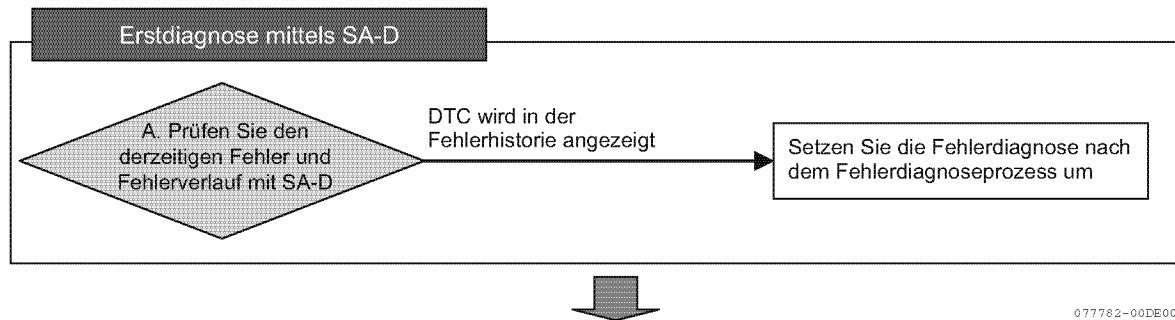 Erstdiagnose mittels SA-D
A. Prüfen Sie den
derzeitigen Fehler und
Fehlerverlauf mit SA-D
DTC wird in der
Fehlerhistorie angezeigt
Setzen Sie die Fehlerdiagnose nach
dem Fehlerdiagnoseprozess um
077782-00DE00